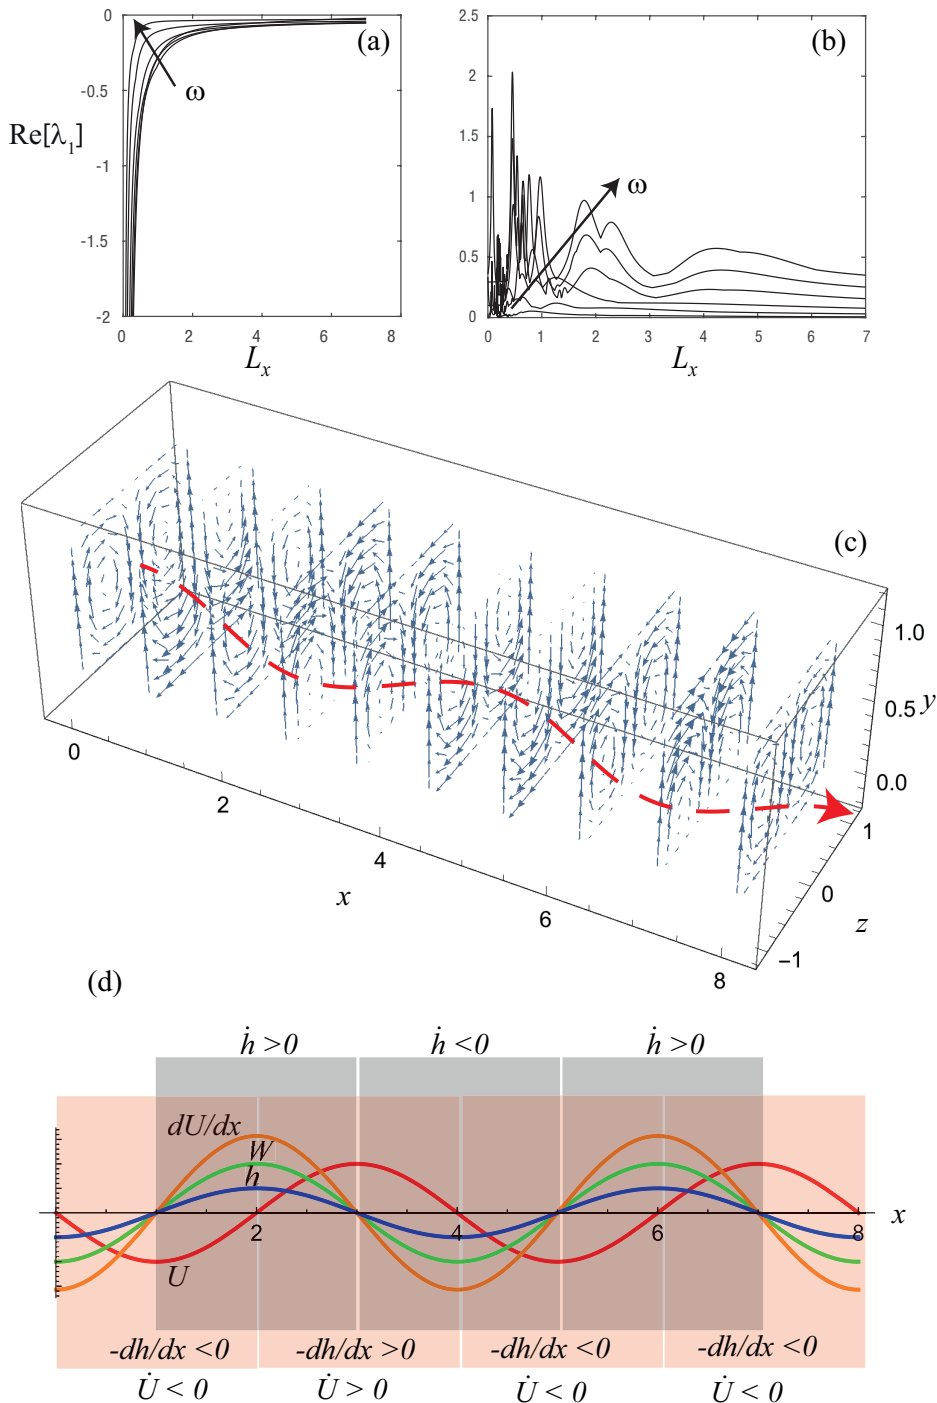 (a)
(b)
0
-0.5
-1
-1.5
-2
Re[λ1]
ω
0 2 4 6 8
Lx
2.5
2
1.5
1
0.5
0
ω
0 1 2 3 4 5 6 7
Lx
(c)
1.0
0.5
0.0
y
0
2
4
6
8
x
1
0
−1
z
(d)
ḣ >0 ḣ <0 ḣ >0
dU/dx
W
h
U
2 4 6 8
x
-dh/dx <0 -dh/dx >0 -dh/dx <0 -dh/dx <0
U̇ < 0 U̇ > 0 U̇ < 0 U̇ < 0